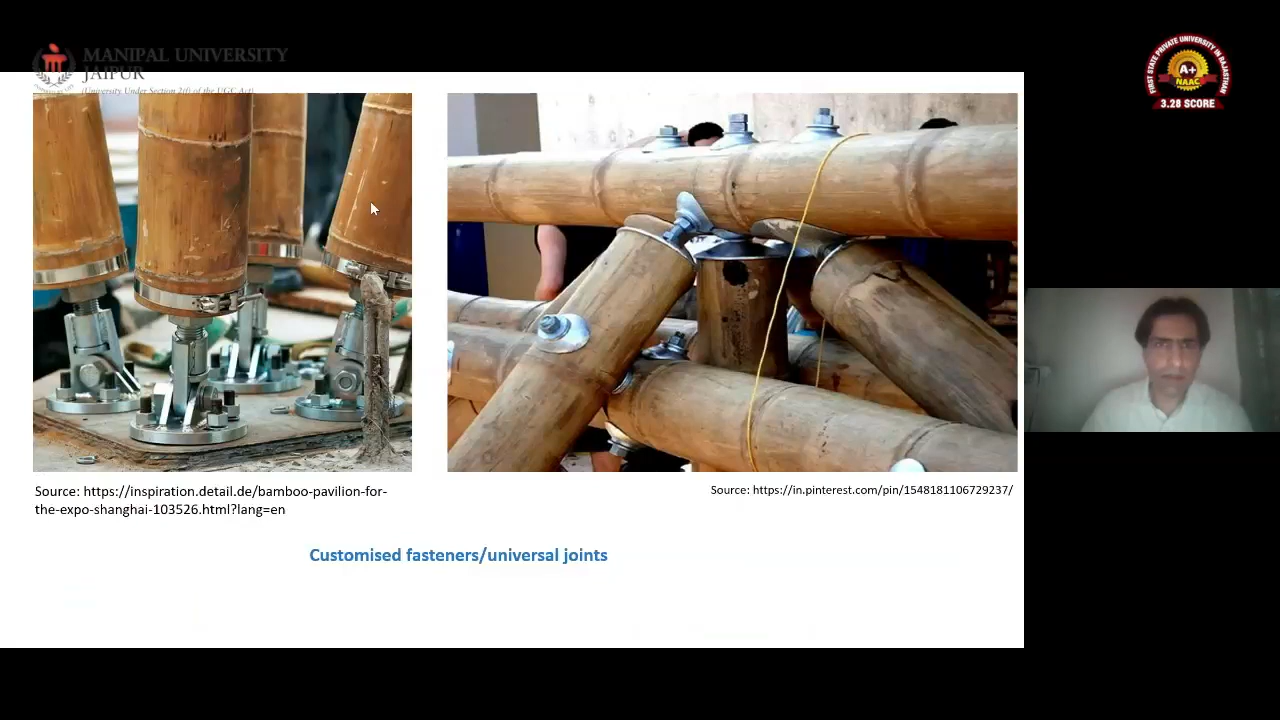 MANIPAL UNIVERSITY
JAIPUR
(University Under Section 2(f) of the UGC Act)
FIRST STATE PRIVATE UNIVERSITY IN RAJASTHAN
A+
NAAC
3.28 SCORE
Source: https://inspiration.detail.de/bamboo-pavilion-for-
the-expo-shanghai-103526.html?lang=en
Source: https://in.pinterest.com/pin/1548181106729237/
Customised fasteners/universal joints